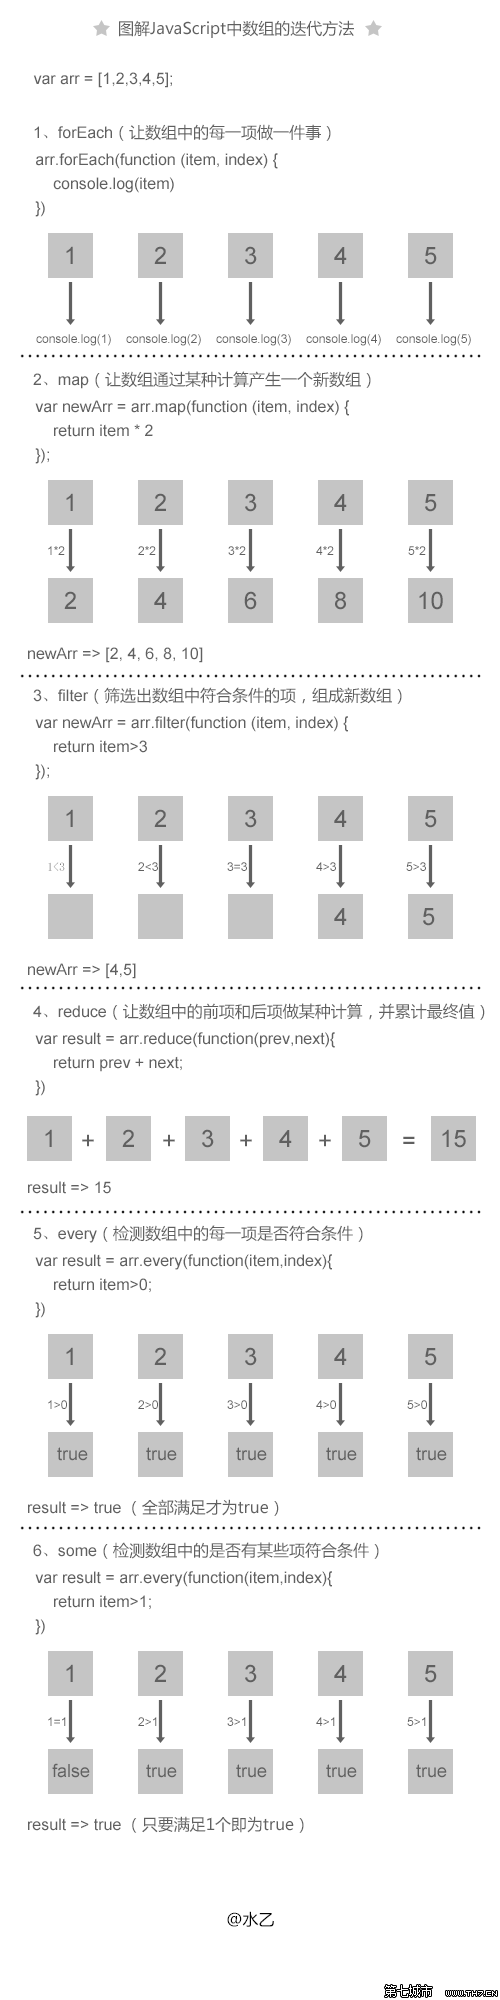 图解JavaScript中数组的迭代方法
var arr = [1,2,3,4,5];
1、forEach（让数组中的每一项做一件事）
arr.forEach(function (item, index) {
console.log(item)
})
1 2 3 4 5
console.log(1) console.log(2) console.log(3) console.log(4) console.log(5)
2、map（让数组通过某种计算产生一个新数组）
var newArr = arr.map(function (item, index) {
return item * 2
});
1 2 3 4 5
1*2 2*2 3*2 4*2 5*2
2 4 6 8 10
newArr => [2, 4, 6, 8, 10]
3、filter（筛选出数组中符合条件的项，组成新数组）
var newArr = arr.filter(function (item, index) {
return item>3
});
1 2 3 4 5
1<3 2<3 3=3 4>3 5>3
4 5
newArr => [4,5]
4、reduce（让数组中的前项和后项做某种计算，并累计最终值）
var result = arr.reduce(function(prev,next){
return prev + next;
})
1 + 2 + 3 + 4 + 5 = 15
result => 15
5、every（检测数组中的每一项是否符合条件）
var result = arr.every(function(item,index){
return item>0;
})
1 2 3 4 5
1>0 2>0 3>0 4>0 5>0
true true true true true
result => true（全部满足才为true）
6、some（检测数组中的是否有某些项符合条件）
var result = arr.every(function(item,index){
return item>1;
})
1 2 3 4 5
1=1 2>1 3>1 4>1 5>1
false true true true true
result => true（只要满足1个即为true）
@水乙
第七城市 WWW.TH7.CN